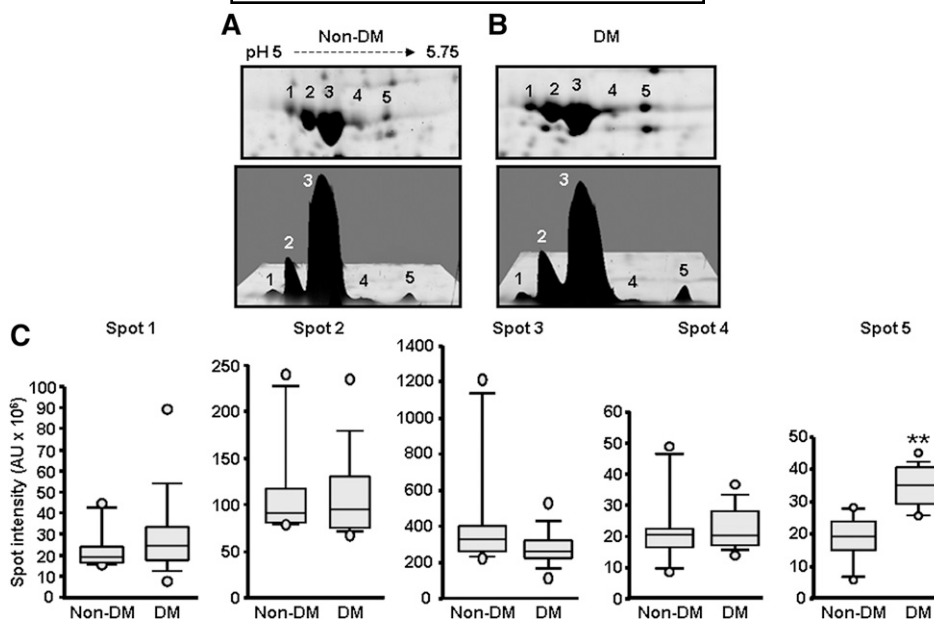 A
Non-DM
pH 5
5.75
1 2 3 4 5
3
2
1
4
5
B
DM
1 2 3 4 5
3
2
1
4
5
C
Spot 1
Spot intensity (AU x 10⁶)
100
90
80
70
60
50
40
30
20
10
0
Non-DM DM
Spot 2
250
200
150
100
50
0
Non-DM DM
Spot 3
1400
1200
1000
800
600
400
200
0
Non-DM DM
Spot 4
60
50
40
30
20
10
0
Non-DM DM
Spot 5
50
40
30
20
10
0
**
Non-DM DM